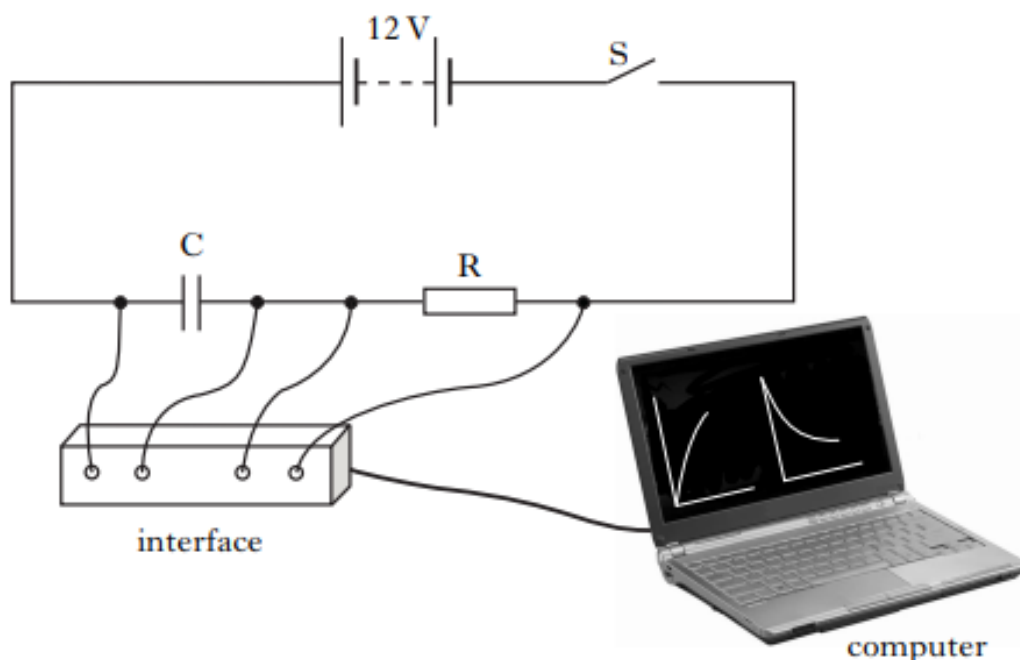 12 V
S
C
R
interface
computer